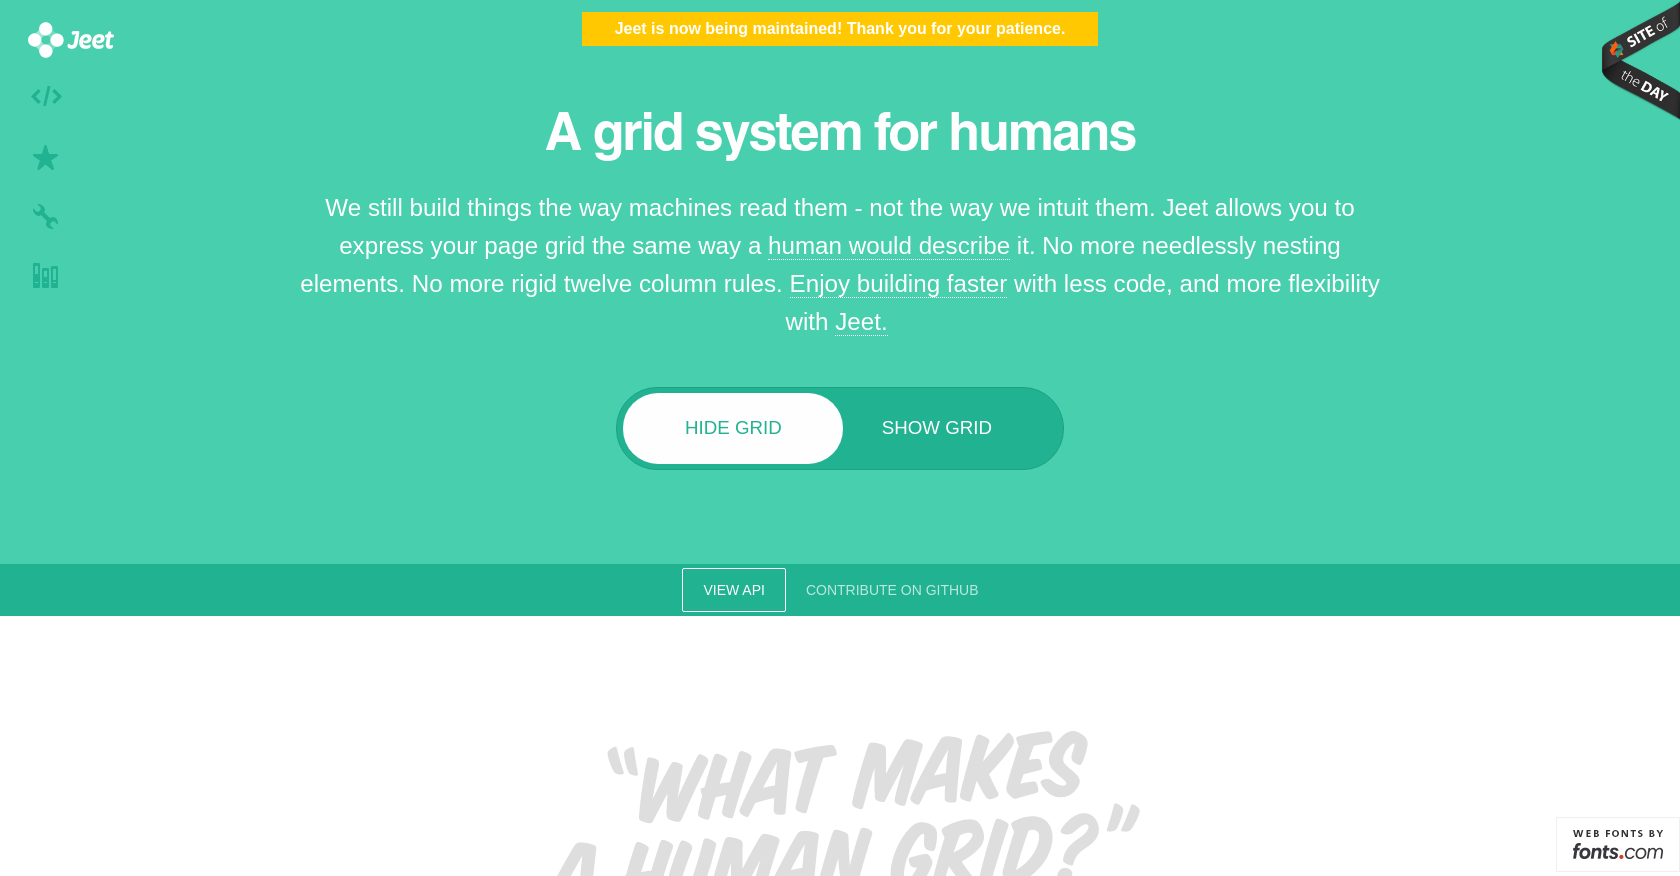 Jeet
Jeet is now being maintained! Thank you for your patience.
SITE of
the DAY
A grid system for humans
We still build things the way machines read them - not the way we intuit them. Jeet allows you to
express your page grid the same way a human would describe it. No more needlessly nesting
elements. No more rigid twelve column rules. Enjoy building faster with less code, and more flexibility
with Jeet.
HIDE GRID
SHOW GRID
VIEW API
CONTRIBUTE ON GITHUB
“WHAT MAKES
A HUMAN GRID?”
WEB FONTS BY
fonts.com